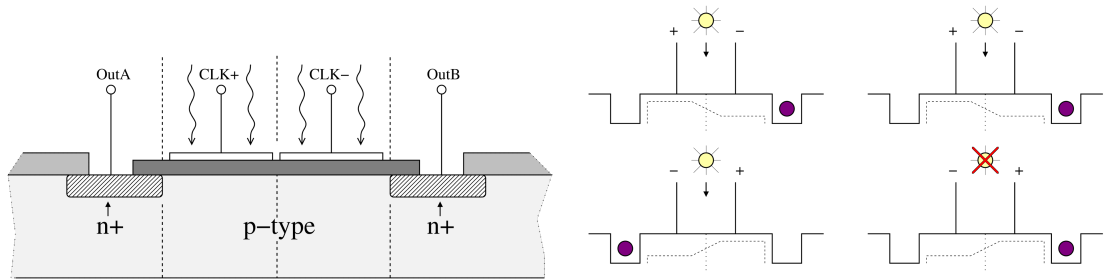 OutA CLK+ CLK− OutB
n+ p−type n+
+ −
+ −
− +
− +